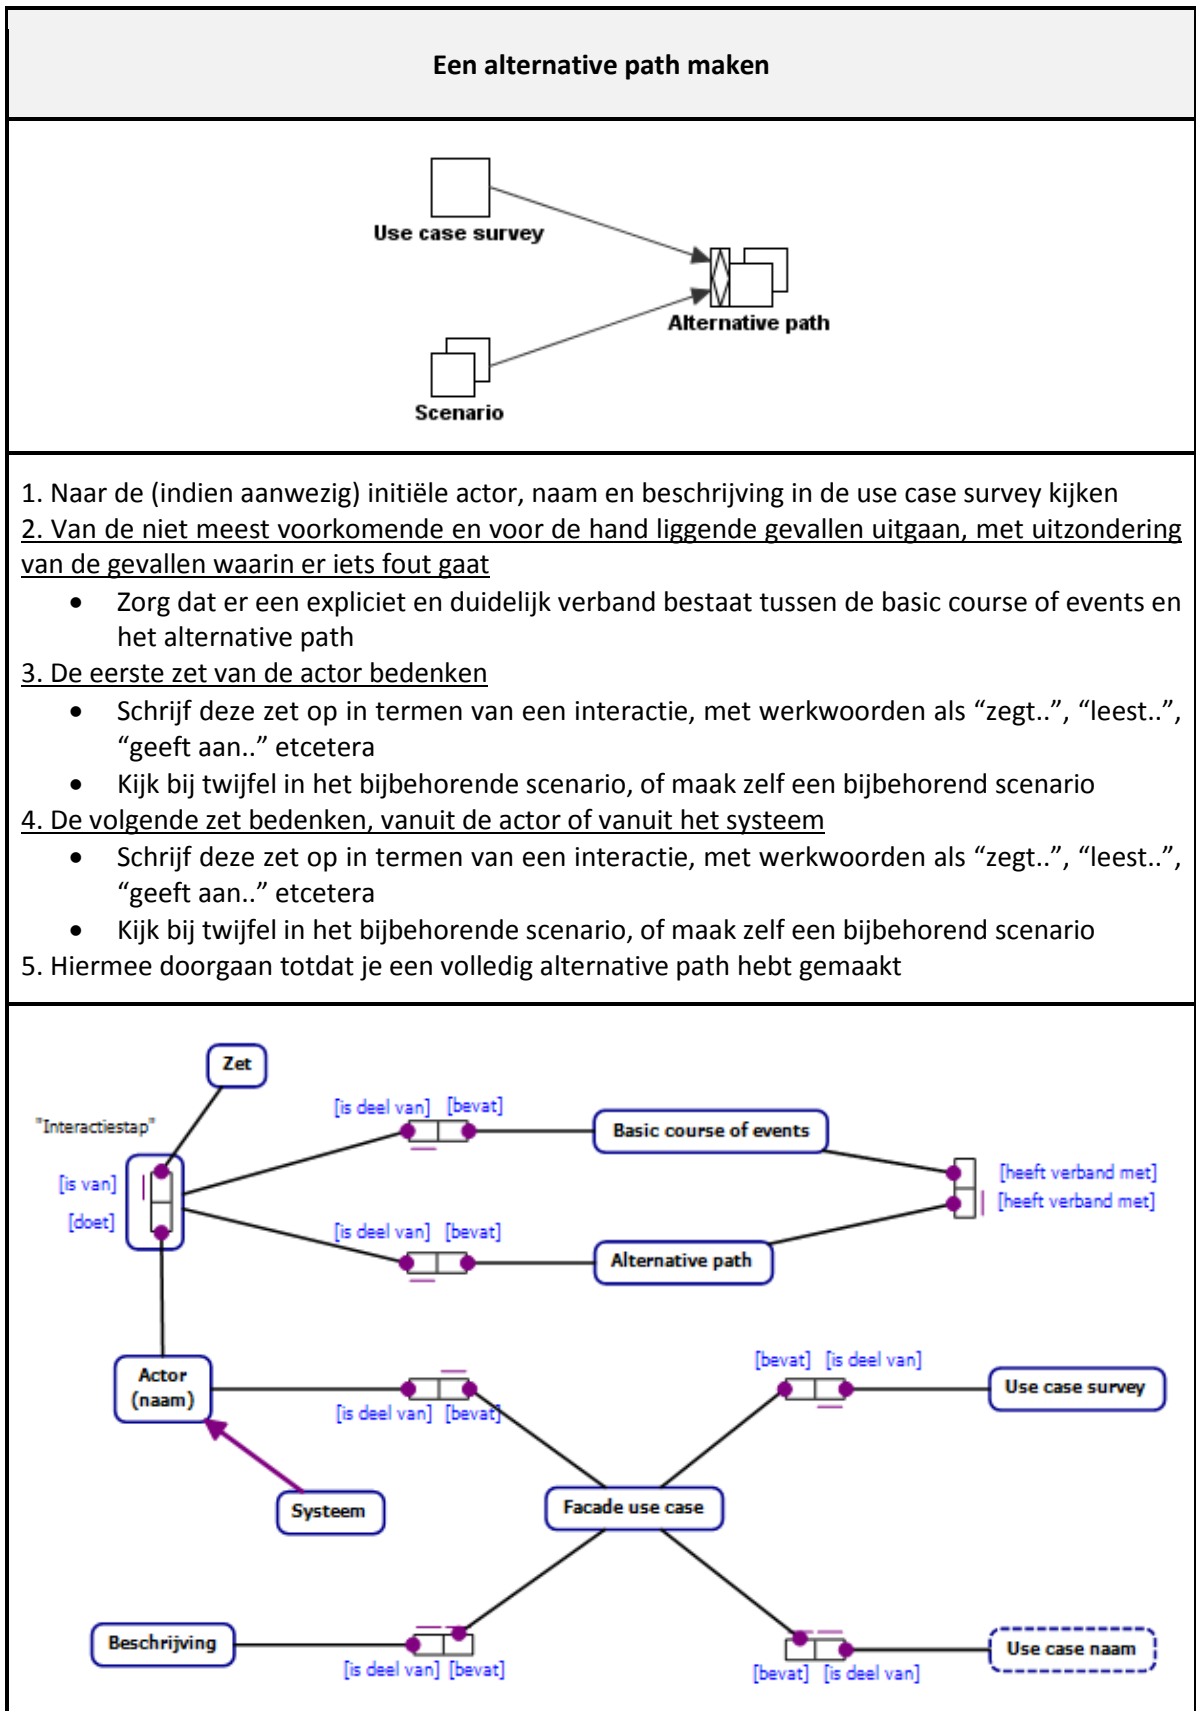 Een alternative path maken
Use case survey
Alternative path
Scenario
1. Naar de (indien aanwezig) initiële actor, naam en beschrijving in de use case survey kijken
2. Van de niet meest voorkomende en voor de hand liggende gevallen uitgaan, met uitzondering
van de gevallen waarin er iets fout gaat
• Zorg dat er een expliciet en duidelijk verband bestaat tussen de basic course of events en
het alternative path
3. De eerste zet van de actor bedenken
• Schrijf deze zet op in termen van een interactie, met werkwoorden als “zegt..”, “leest..”,
“geeft aan..” etcetera
• Kijk bij twijfel in het bijbehorende scenario, of maak zelf een bijbehorend scenario
4. De volgende zet bedenken, vanuit de actor of vanuit het systeem
• Schrijf deze zet op in termen van een interactie, met werkwoorden als “zegt..”, “leest..”,
“geeft aan..” etcetera
• Kijk bij twijfel in het bijbehorende scenario, of maak zelf een bijbehorend scenario
5. Hiermee doorgaan totdat je een volledig alternative path hebt gemaakt
Zet
"Interactiestap"
[is deel van] [bevat]
Basic course of events
[is van]
[heeft verband met]
[heeft verband met]
[doet]
[is deel van] [bevat]
Alternative path
Actor
(naam)
[is deel van] [bevat]
[bevat] [is deel van]
Use case survey
Systeem
Facade use case
Beschrijving
[is deel van] [bevat]
[bevat] [is deel van]
Use case naam